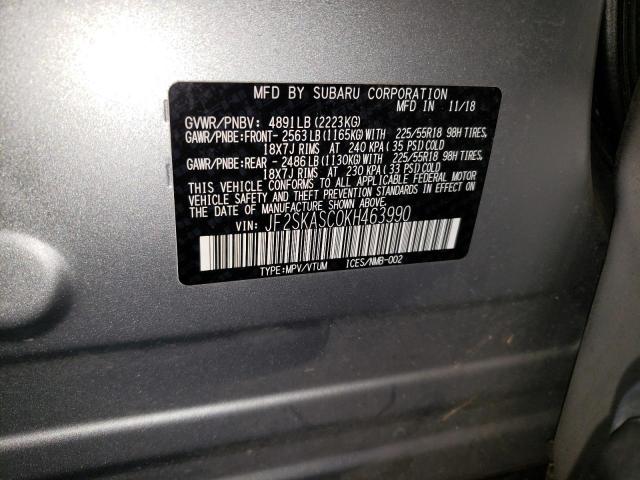 MFD BY SUBARU CORPORATION
MFD IN 11/18
GVWR/PNBV: 4891LB(2223KG)
GAWR/PNBE:FRONT- 2563LB(1165KG)WITH 225/55R18 98H TIRES,
18X7J RIMS AT 240 KPA(35 PSI)COLD
GAWR/PNBE:REAR - 2486LB(1130KG)WITH 225/55R18 98H TIRES,
18X7J RIMS AT 230 KPA(33 PSI)COLD
THIS VEHICLE CONFORMS TO ALL APPLICABLE FEDERAL MOTOR
VEHICLE SAFETY AND THEFT PREVENTION STANDARDS IN EFFECT
ON THE DATE OF MANUFACTURE SHOWN ABOVE.
VIN: JF2SKASC0KH463990
TYPE:MPV/VTUM ICES/NMB-002